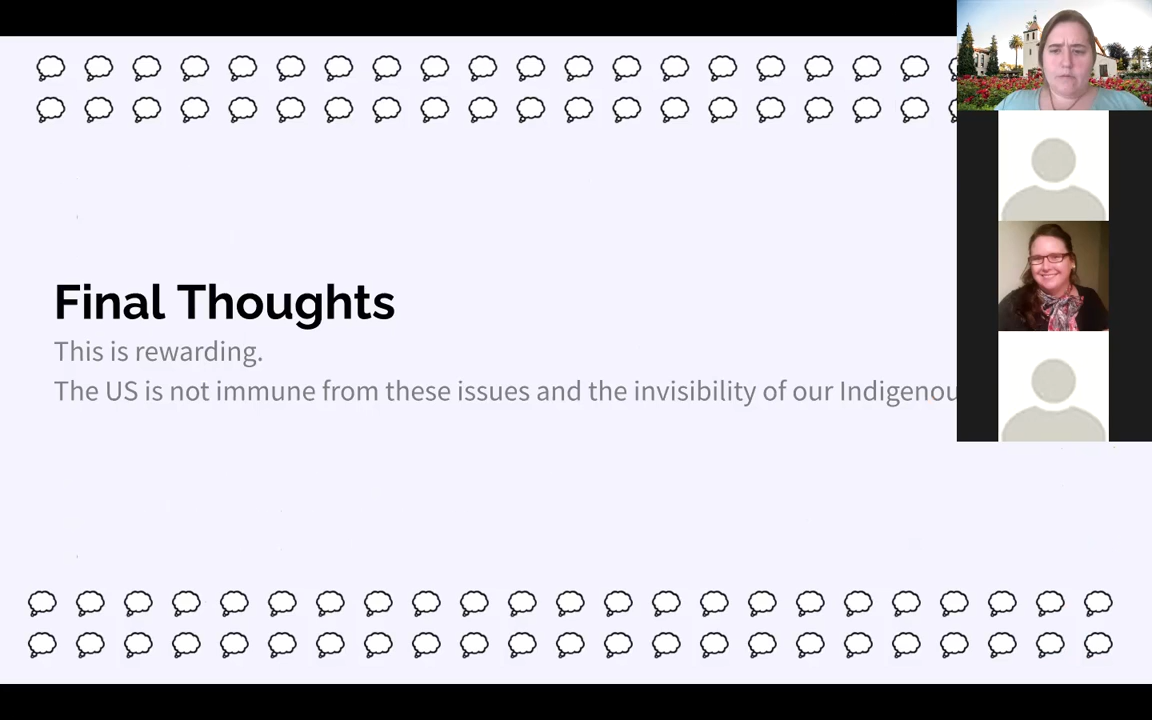 Final Thoughts
This is rewarding.
The US is not immune from these issues and the invisibility of our Indigenou